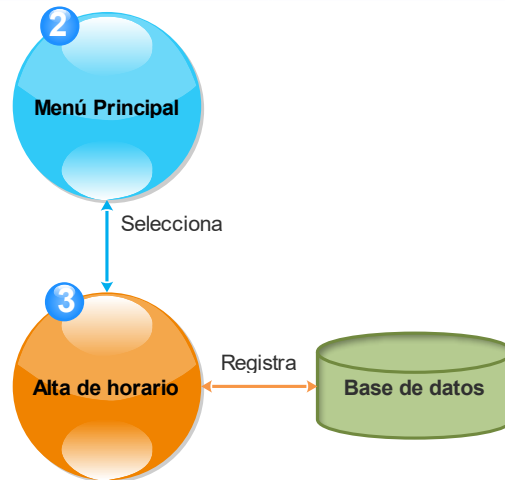 2
Menú Principal
Selecciona
3
Alta de horario
Registra
Base de datos